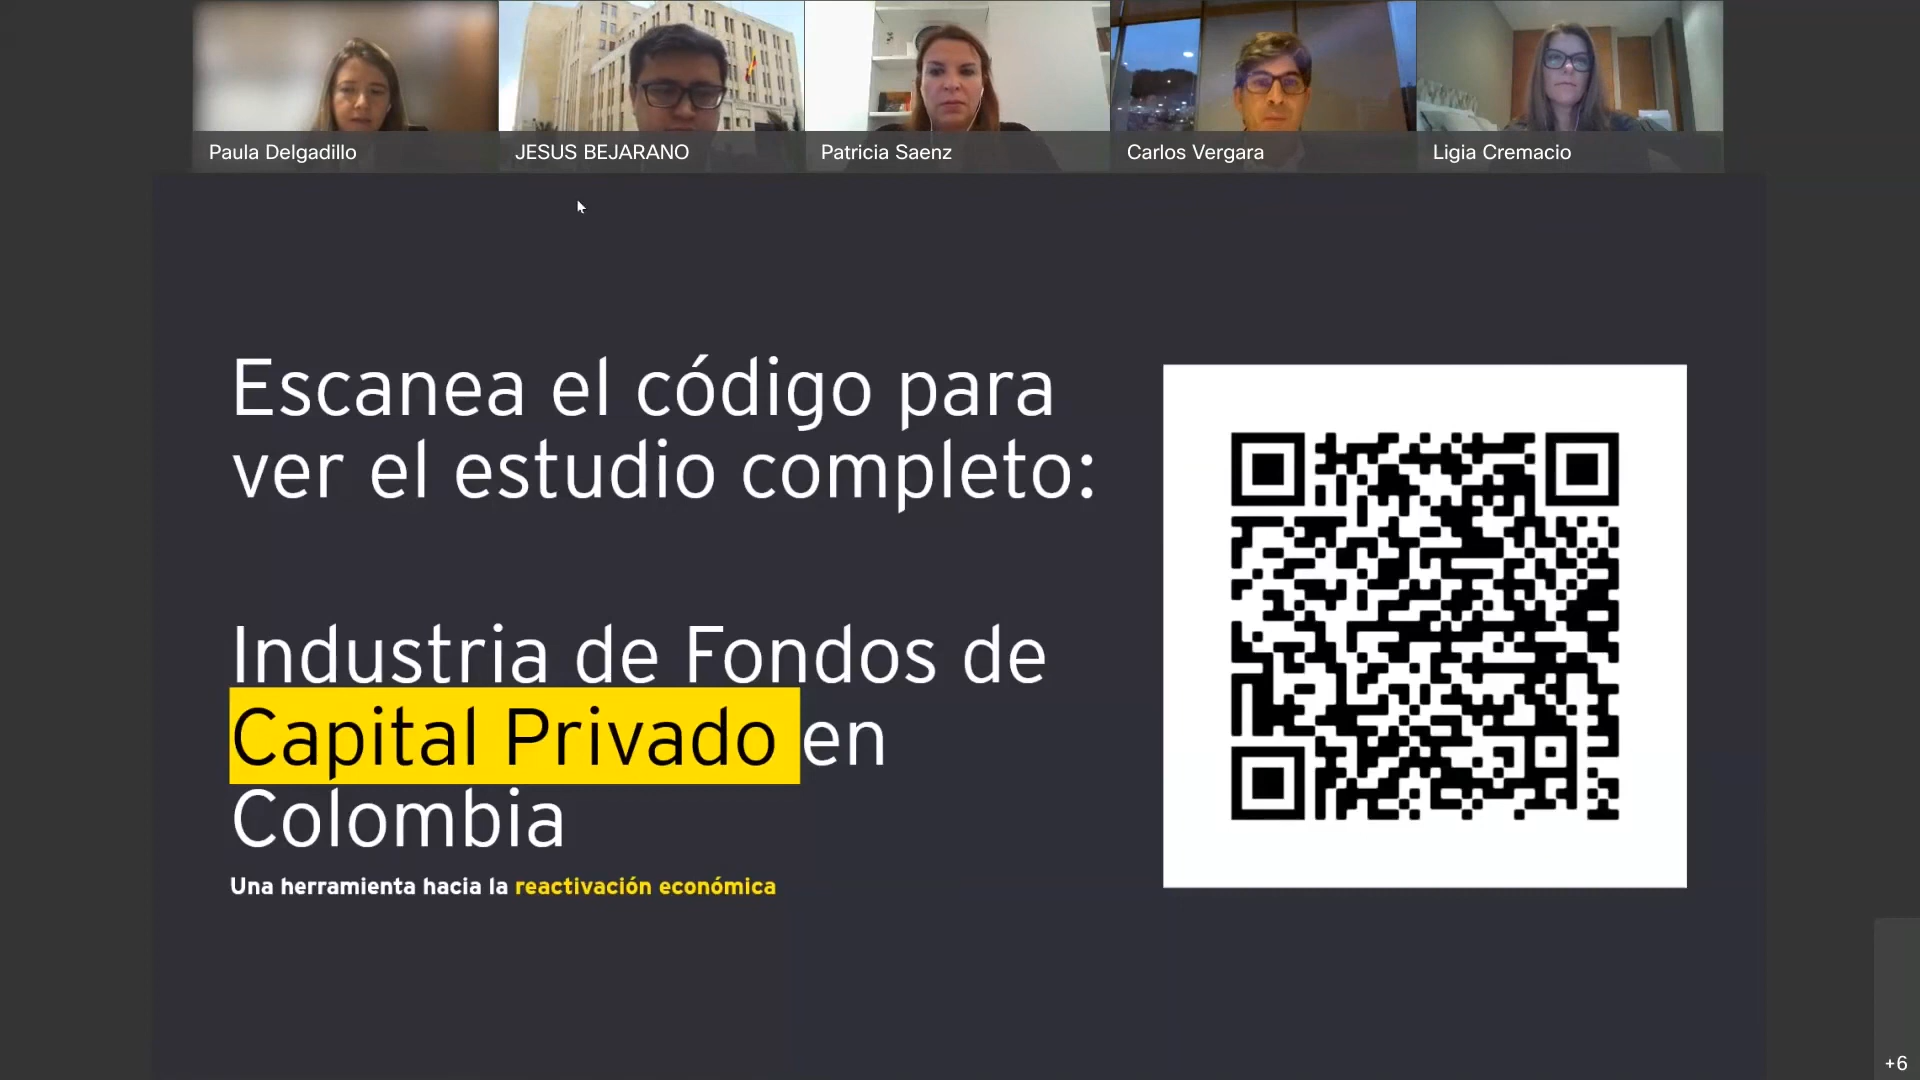 Paula Delgadillo
JESUS BEJARANO
Patricia Saenz
Carlos Vergara
Ligia Cremacio
Escanea el código para
ver el estudio completo:
Industria de Fondos de
Capital Privado en
Colombia
Una herramienta hacia la reactivación económica
+6